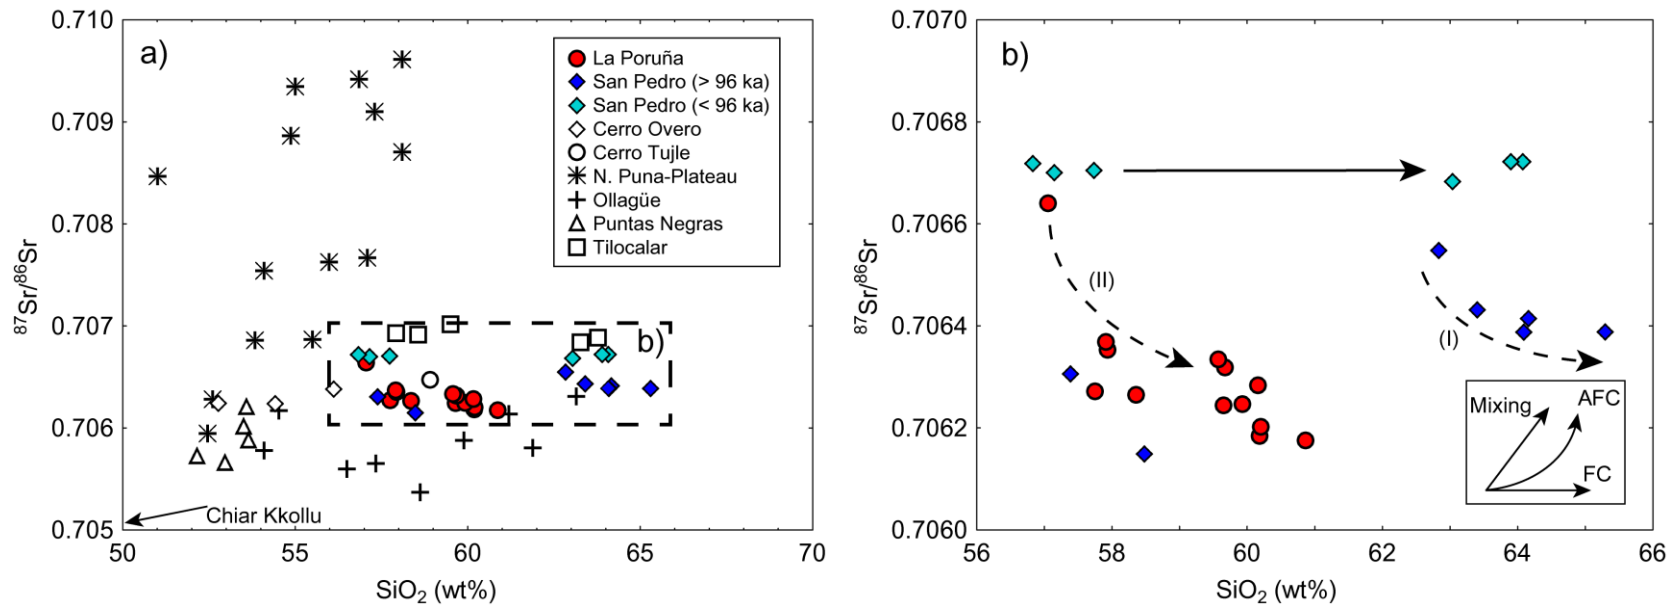 a)
0.710
0.709
0.708
0.707
0.706
0.705
⁸⁷Sr/⁸⁶Sr
50
55
60
65
70
SiO₂ (wt%)
La Poruña
San Pedro (> 96 ka)
San Pedro (< 96 ka)
Cerro Overo
Cerro Tujle
N. Puna-Plateau
Ollagüe
Puntas Negras
Tilocalar
b)
Chiar Kkollu
b)
0.7070
0.7068
0.7066
0.7064
0.7062
0.7060
⁸⁷Sr/⁸⁶Sr
56
58
60
62
64
66
SiO₂ (wt%)
(II)
(I)
Mixing
AFC
FC